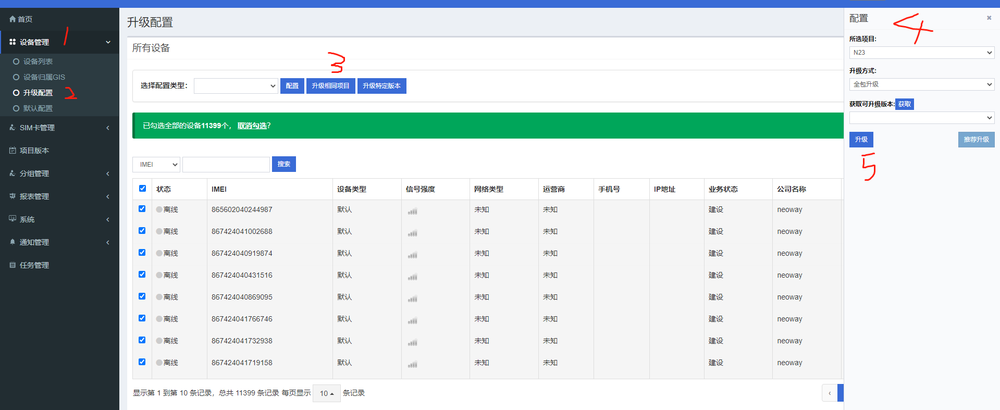 首页
设备管理 1
设备列表
设备归属GIS
升级配置 2
默认配置
SIM卡管理
项目版本
分组管理
报表管理
系统
通知管理
任务管理
升级配置
所有设备
3
选择配置类型: 配置 升级相同项目 升级特定版本
已勾选全部的设备11399个， 取消勾选?
IMEI 搜索
状态 IMEI 设备类型 信号强度 网络类型 运营商 手机号 IP地址 业务状态 公司名称
离线 865602040244987 默认 未知 未知 建设 neoway
离线 867424041002688 默认 未知 未知 建设 neoway
离线 867424040919874 默认 未知 未知 建设 neoway
离线 867424040431516 默认 未知 未知 建设 neoway
离线 867424040869095 默认 未知 未知 建设 neoway
离线 867424041766746 默认 未知 未知 建设 neoway
离线 867424041732938 默认 未知 未知 建设 neoway
离线 867424041719158 默认 未知 未知 建设 neoway
显示第 1 到第 10 条记录，总共 11399 条记录 每页显示 10 条记录
配置 4
所选项目:
N23
升级方式:
全包升级
获取可升级版本: 获取
升级 推荐升级
5